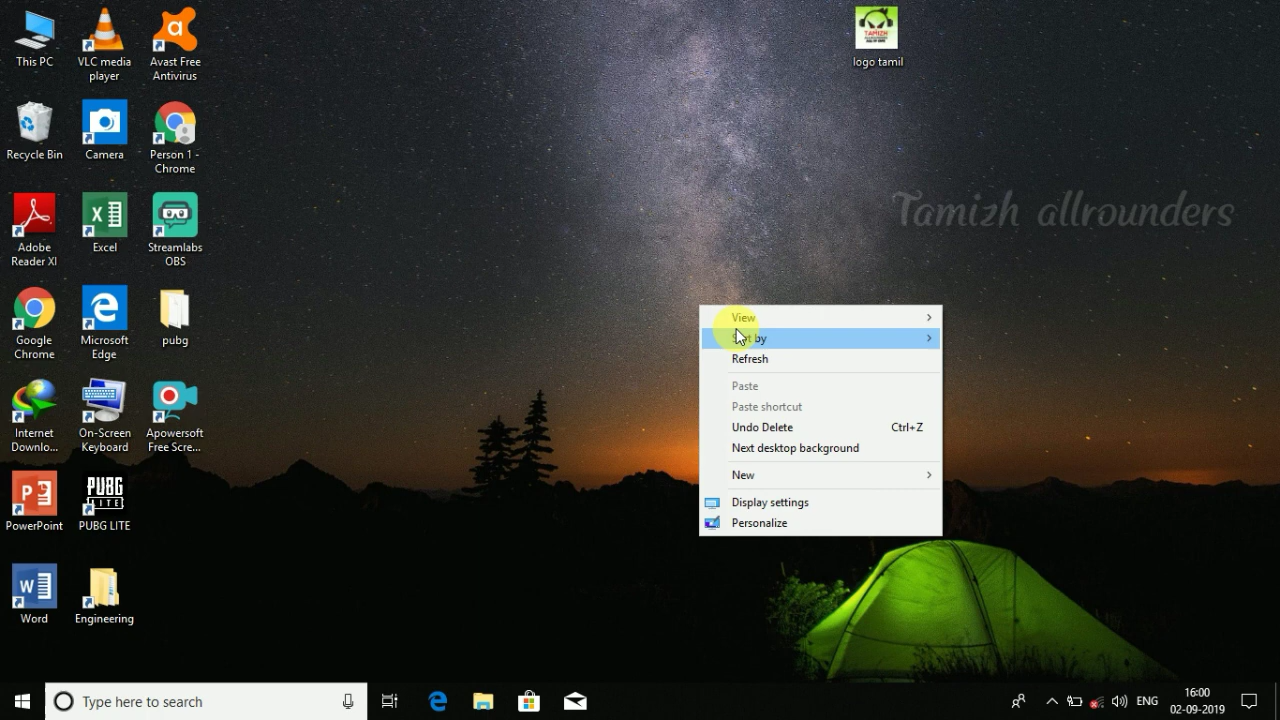 This PC
VLC media
player
Avast Free
Antivirus
TAMIZH
logo tamil
Recycle Bin
Camera
Person 1 -
Chrome
Adobe
Reader XI
Excel
Streamlabs
OBS
Tamizh allrounders
Google
Chrome
Microsoft
Edge
pubg
View
Sort by
Refresh
Paste
Paste shortcut
Undo Delete Ctrl+Z
Next desktop background
New
Display settings
Personalize
Internet
Downlo...
On-Screen
Keyboard
Apowersoft
Free Scre...
PowerPoint
PUBG
LITE
PUBG LITE
Word
Engineering
Type here to search
ENG
16:00
02-09-2019